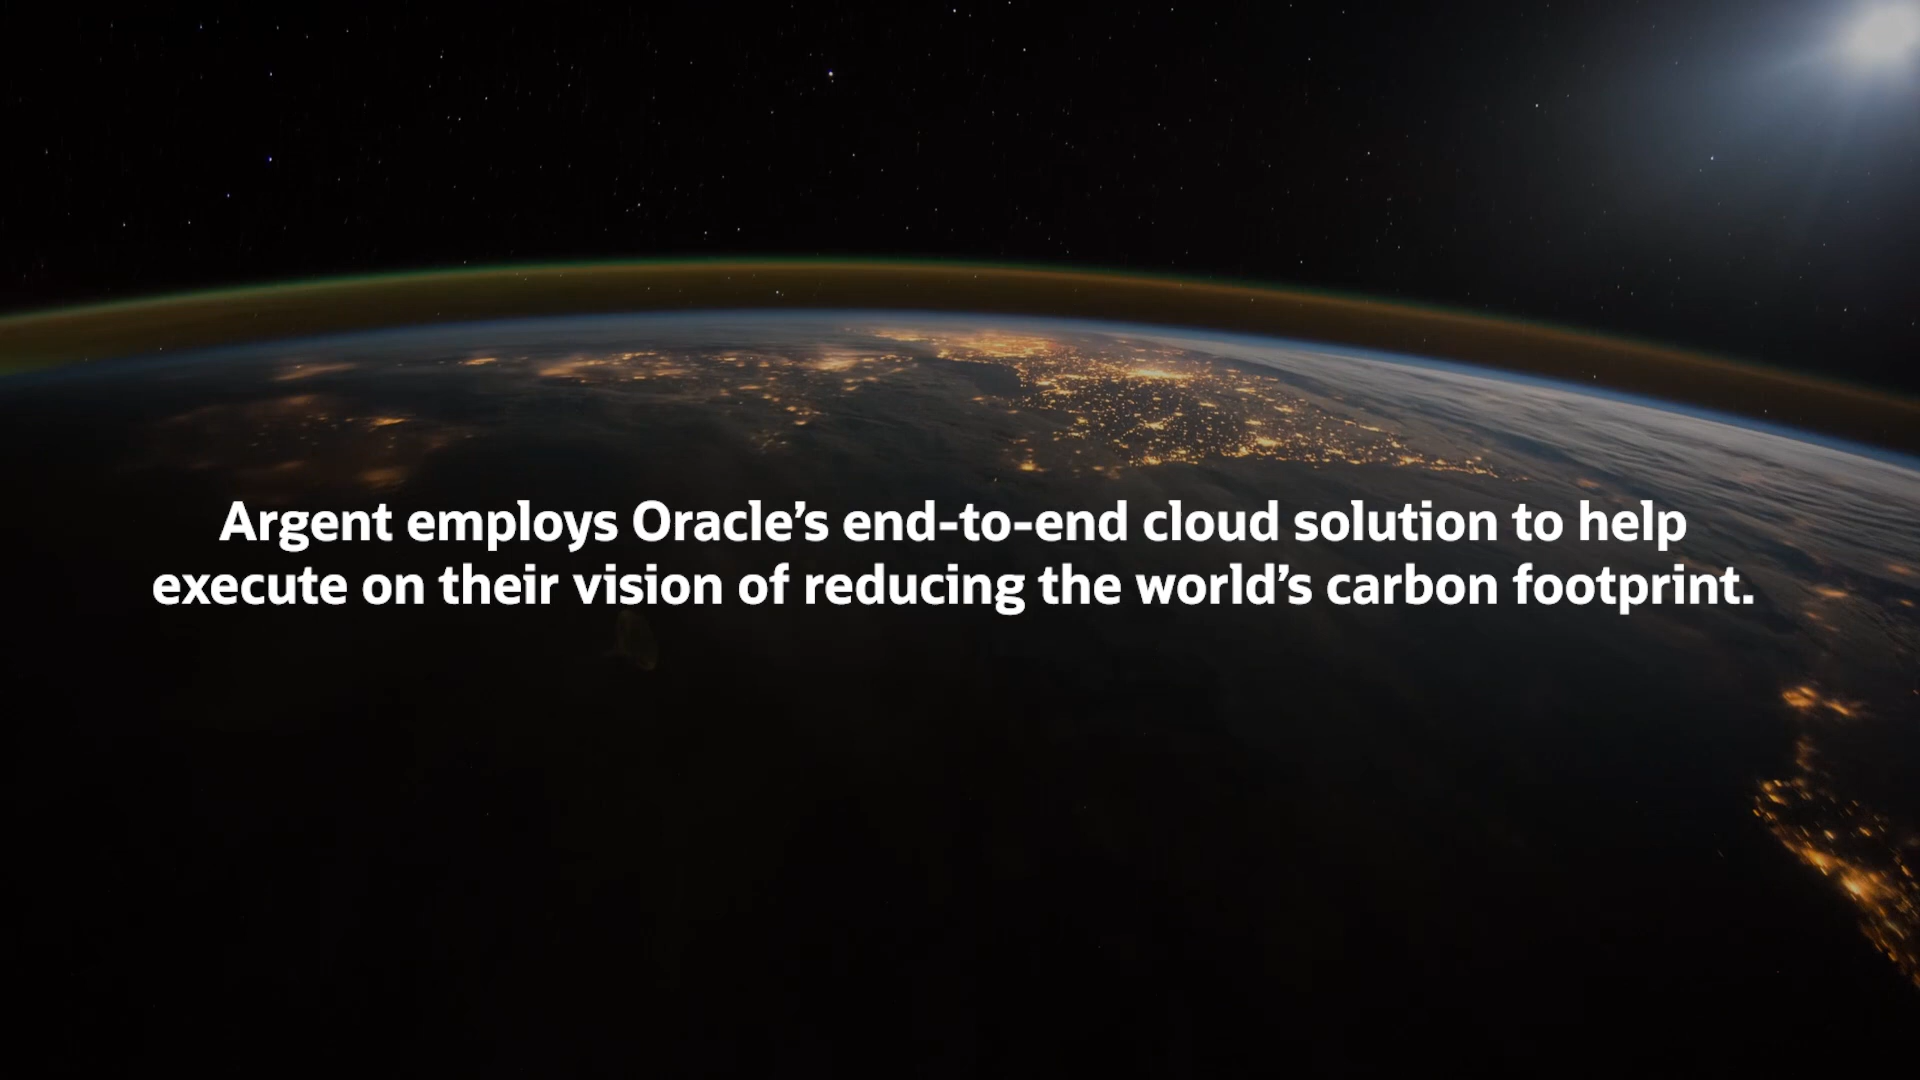 Argent employs Oracle’s end-to-end cloud solution to help
execute on their vision of reducing the world’s carbon footprint.